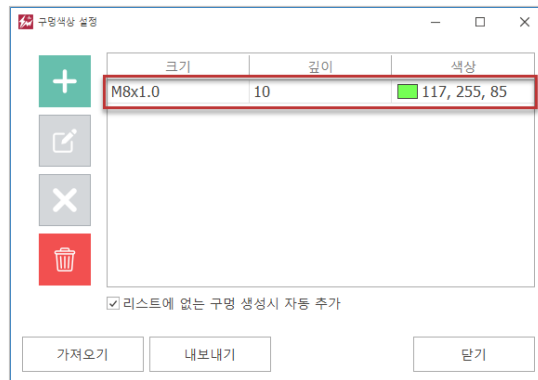 구멍색상 설정
크기 깊이 색상
M8x1.0 10 117, 255, 85
리스트에 없는 구멍 생성시 자동 추가
가져오기 내보내기 닫기